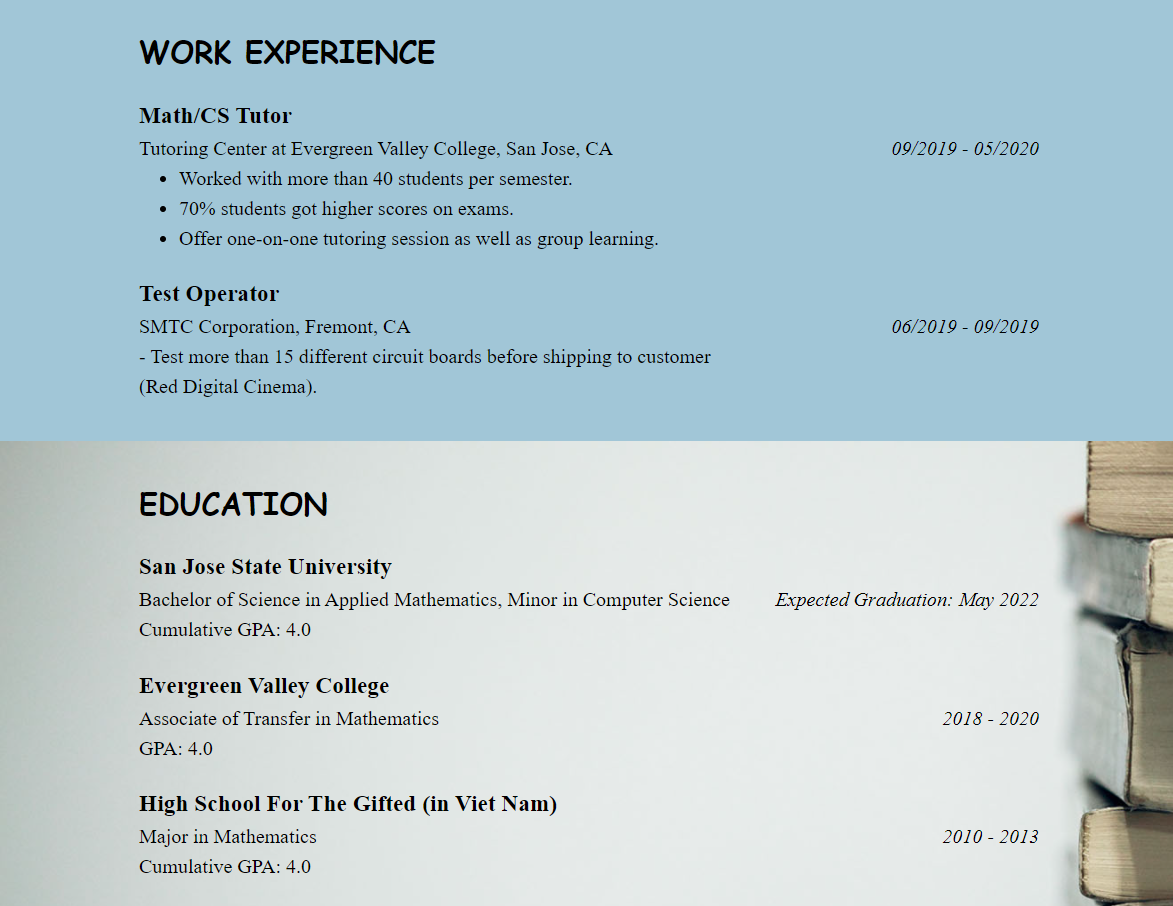 WORK EXPERIENCE
Math/CS Tutor
Tutoring Center at Evergreen Valley College, San Jose, CA 09/2019 - 05/2020
• Worked with more than 40 students per semester.
• 70% students got higher scores on exams.
• Offer one-on-one tutoring session as well as group learning.
Test Operator
SMTC Corporation, Fremont, CA 06/2019 - 09/2019
- Test more than 15 different circuit boards before shipping to customer
(Red Digital Cinema).
EDUCATION
San Jose State University
Bachelor of Science in Applied Mathematics, Minor in Computer Science Expected Graduation: May 2022
Cumulative GPA: 4.0
Evergreen Valley College
Associate of Transfer in Mathematics 2018 - 2020
GPA: 4.0
High School For The Gifted (in Viet Nam)
Major in Mathematics 2010 - 2013
Cumulative GPA: 4.0